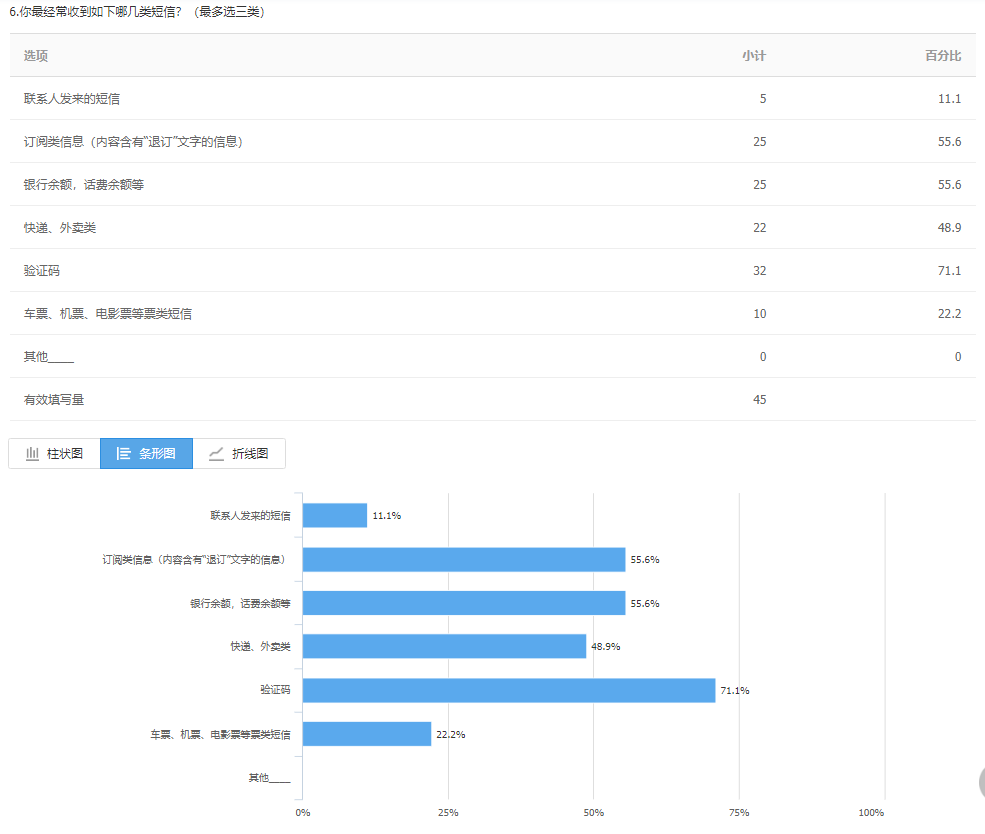 6.你最经常收到如下哪几类短信？（最多选三类）
选项 小计 百分比
联系人发来的短信 5 11.1
订阅类信息（内容含有“退订”文字的信息） 25 55.6
银行余额，话费余额等 25 55.6
快递、外卖类 22 48.9
验证码 32 71.1
车票、机票、电影票等票类短信 10 22.2
其他____ 0 0
有效填写量 45
柱状图 条形图 折线图
联系人发来的短信 11.1%
订阅类信息（内容含有“退订”文字的信息） 55.6%
银行余额，话费余额等 55.6%
快递、外卖类 48.9%
验证码 71.1%
车票、机票、电影票等票类短信 22.2%
其他____
0% 25% 50% 75% 100%